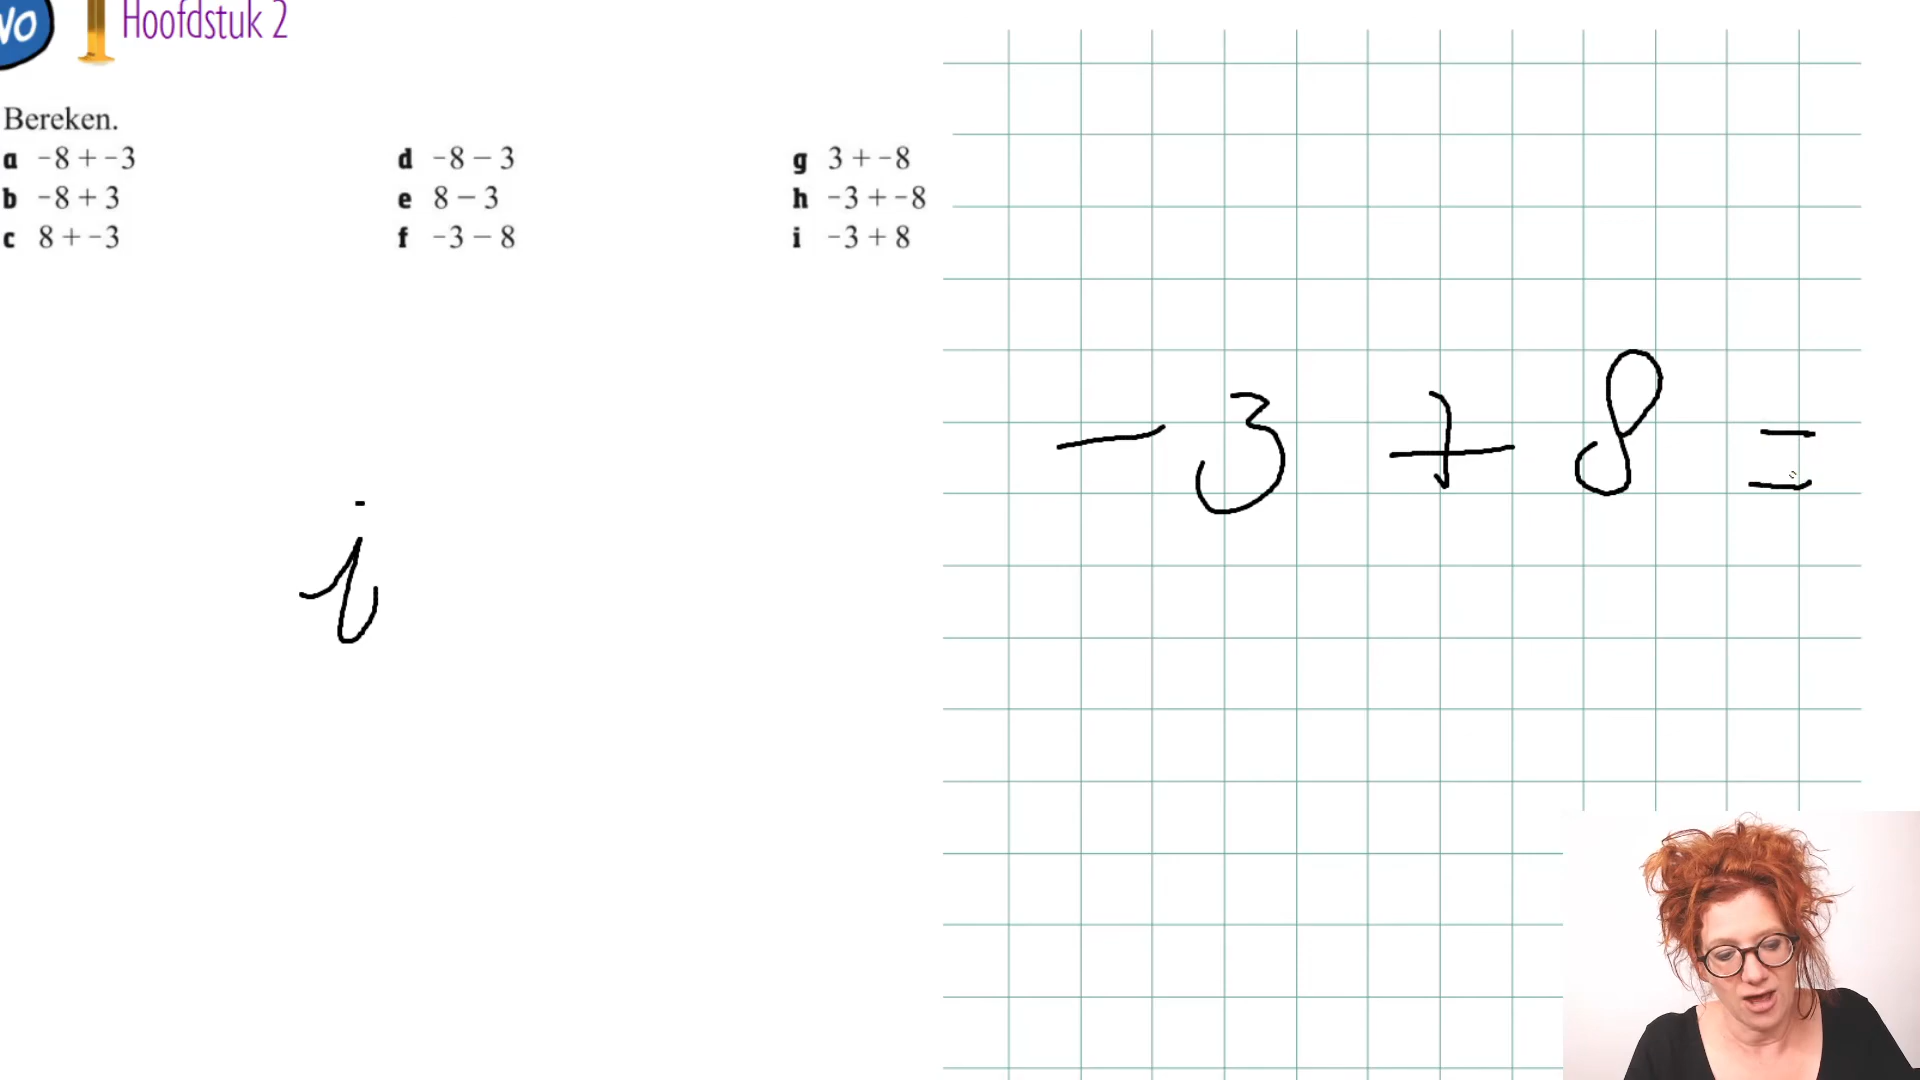 NO Hoofdstuk 2
Bereken.
a -8 + -3 d -8 − 3 g 3 + -8
b -8 + 3 e 8 − 3 h -3 + -8
c 8 + -3 f -3 − 8 i -3 + 8
− 3 + 8 =
i